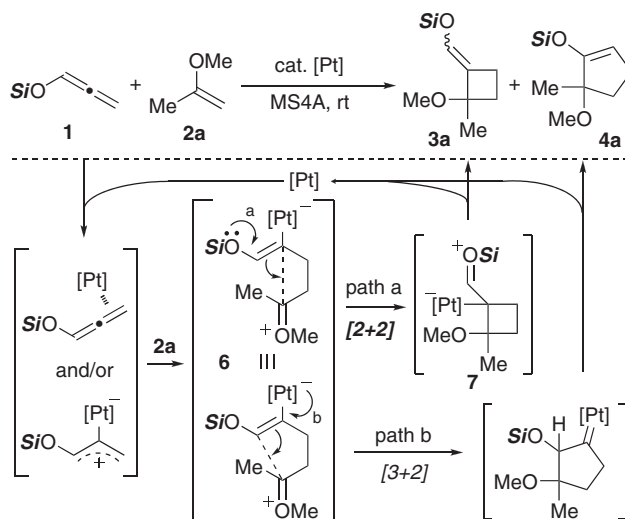 SiO
SiO
OMe
Me
+
cat. [Pt]
MS4A, rt
MeO
Me
+
SiO
Me
MeO
1
2a
3a
4a
[Pt]
[Pt]
SiO
and/or
[Pt]−
SiO
+
2a
a
[Pt]−
SiO
Me
+OMe
6
[Pt]−
b
SiO
Me
+OMe
path a
[2+2]
path b
[3+2]
+
OSi
−
[Pt]
MeO
Me
7
H
[Pt]
SiO
MeO
Me